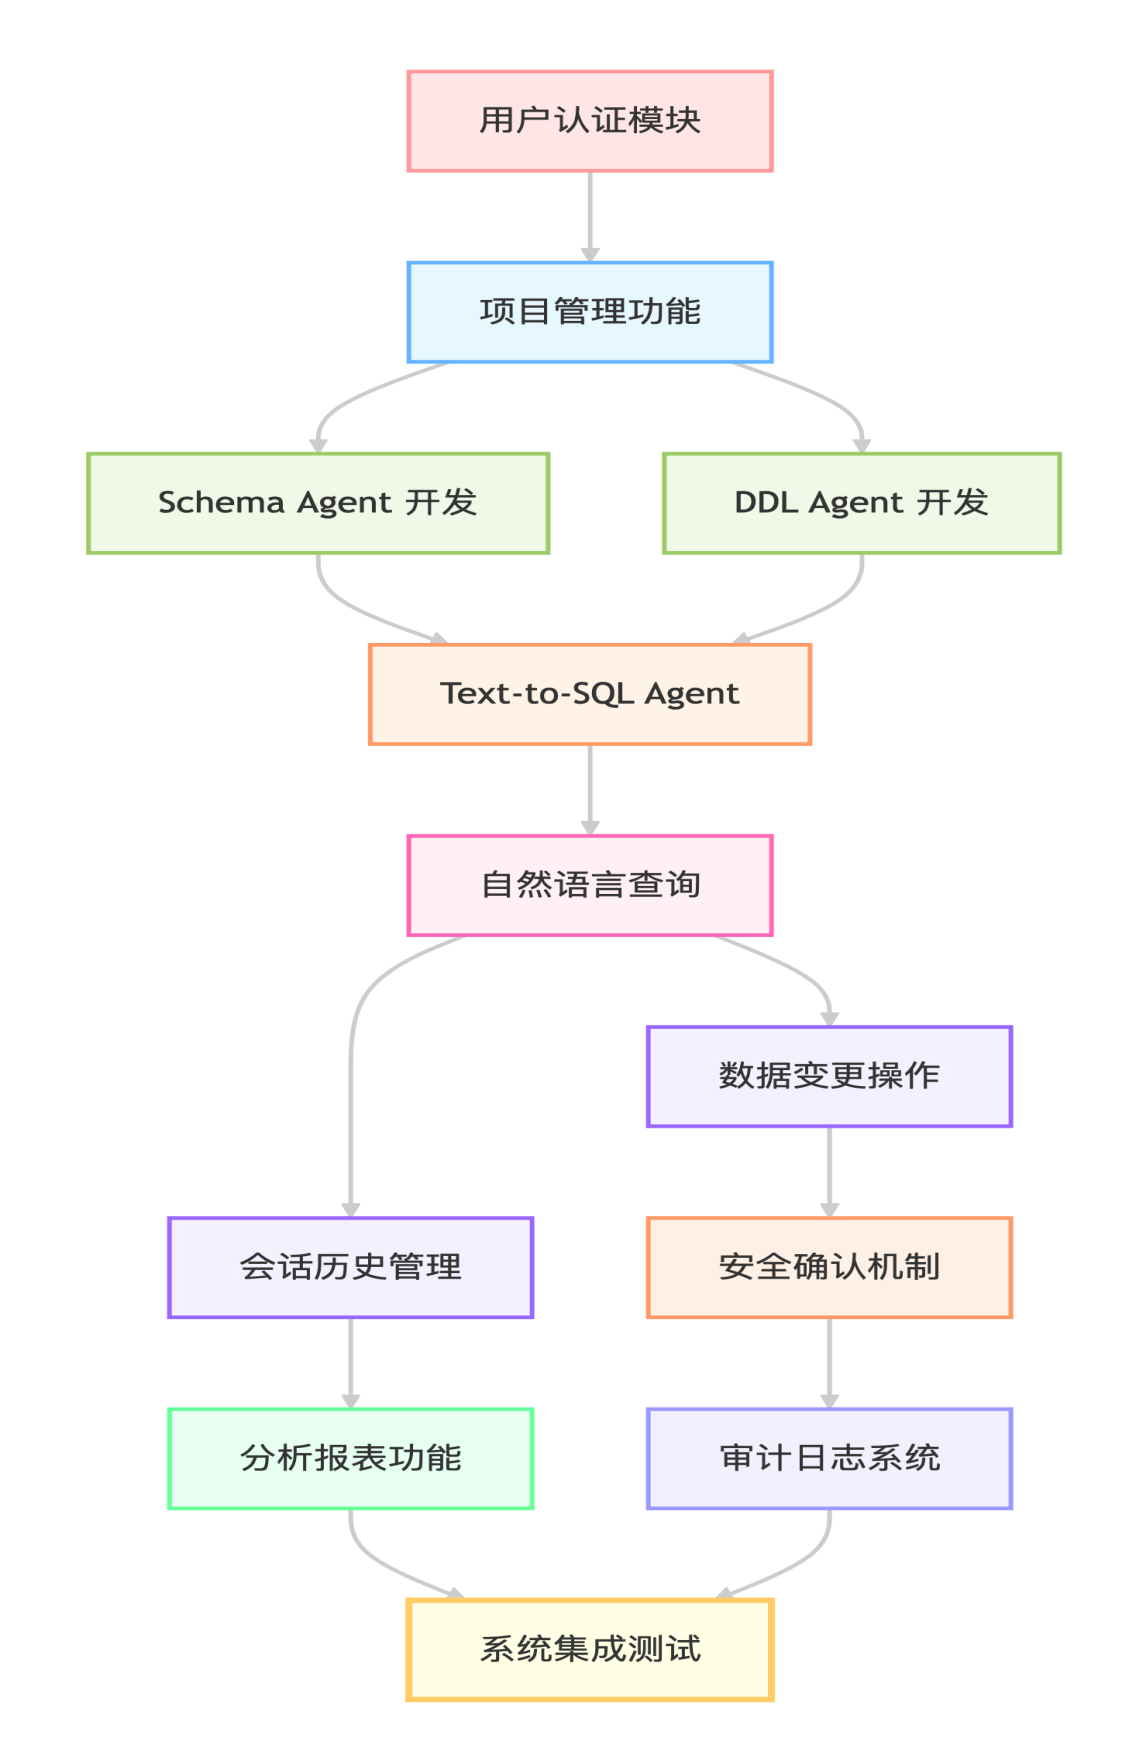 用户认证模块
项目管理功能
Schema Agent 开发
DDL Agent 开发
Text-to-SQL Agent
自然语言查询
数据变更操作
会话历史管理
安全确认机制
分析报表功能
审计日志系统
系统集成测试